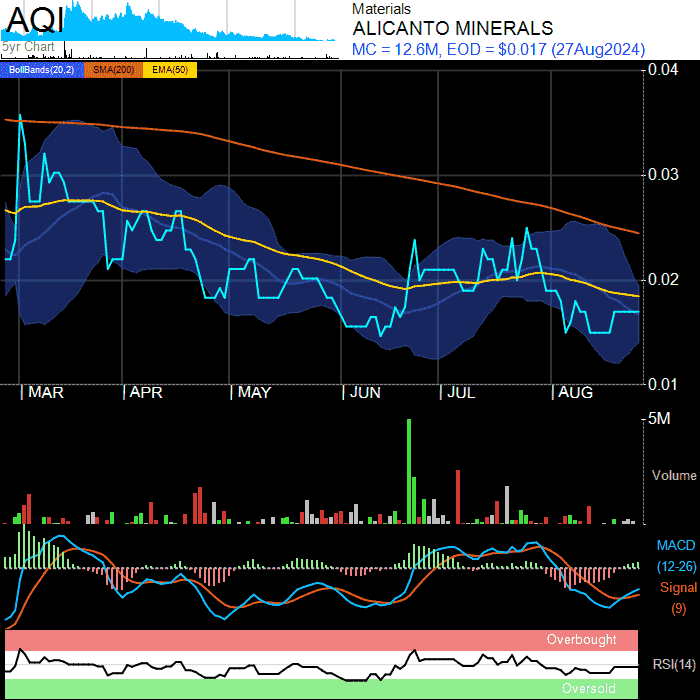 AQI
5yr Chart
Materials
ALICANTO MINERALS
MC = 12.6M, EOD = $0.017 (27Aug2024)
BollBands(20,2) SMA(200) EMA(50)
0.04
0.03
0.02
0.01
| MAR | APR | MAY | JUN | JUL | AUG
5M
Volume
MACD
(12-26)
Signal
(9)
Overbought
RSI(14)
Oversold